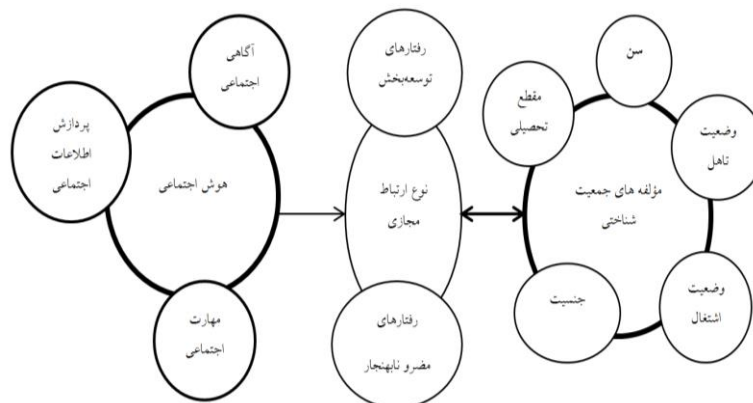 سن
وضعیت
تاهل
مقطع
تحصیلی
مؤلفه های جمعیت
شناختی
وضعیت
اشتغال
جنسیت
رفتارهای
توسعه‌بخش
نوع ارتباط
مجازی
رفتارهای
مضر و نابهنجار
آگاهی
اجتماعی
پردازش
اطلاعات
اجتماعی
هوش اجتماعی
مهارت
اجتماعی